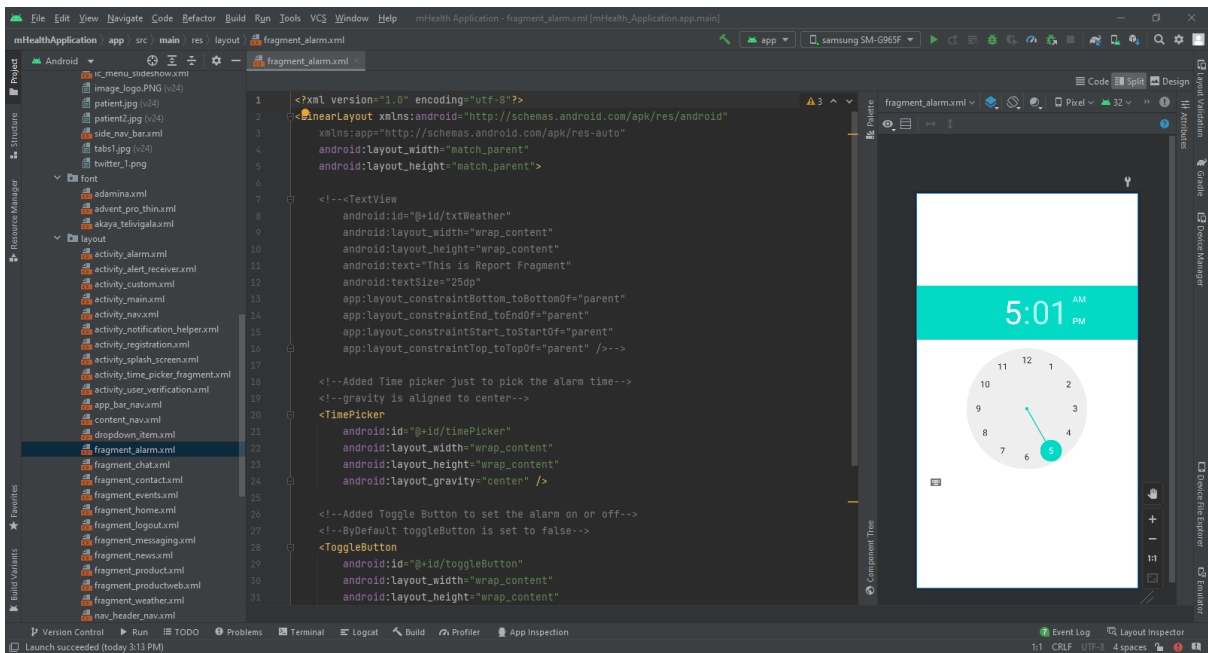 File Edit View Navigate Code Refactor Build Run Tools VCS Window Help mHealth Application - fragment_alarm.xml [mHealth_Application.app.main]
mHealthApplication app src main res layout fragment_alarm.xml
app samsung SM-G965F
Project
Structure
Resource Manager
Favorites
Build Variants
Android
ic_menu_slideshow.xml
image_logo.PNG (v24)
patient.jpg (v24)
patient2.jpg (v24)
side_nav_bar.xml
tabs1.jpg (v24)
twitter_1.png
font
adamina.xml
advent_pro_thin.xml
akaya_telivigala.xml
layout
activity_alarm.xml
activity_alert_receiver.xml
activity_custom.xml
activity_main.xml
activity_nav.xml
activity_notification_helper.xml
activity_registration.xml
activity_splash_screen.xml
activity_time_picker_fragment.xml
activity_user_verification.xml
app_bar_nav.xml
content_nav.xml
dropdown_item.xml
fragment_alarm.xml
fragment_chat.xml
fragment_contact.xml
fragment_events.xml
fragment_home.xml
fragment_logout.xml
fragment_messaging.xml
fragment_news.xml
fragment_product.xml
fragment_productweb.xml
fragment_weather.xml
nav_header_nav.xml
fragment_alarm.xml
Code Split Design
3
1 <?xml version="1.0" encoding="utf-8"?>
2 <LinearLayout xmlns:android="http://schemas.android.com/apk/res/android"
3 xmlns:app="http://schemas.android.com/apk/res-auto"
4 android:layout_width="match_parent"
5 android:layout_height="match_parent">
6
7 <!--<TextView
8 android:id="@+id/txtWeather"
9 android:layout_width="wrap_content"
10 android:layout_height="wrap_content"
11 android:text="This is Report Fragment"
12 android:textSize="25dp"
13 app:layout_constraintBottom_toBottomOf="parent"
14 app:layout_constraintEnd_toEndOf="parent"
15 app:layout_constraintStart_toStartOf="parent"
16 app:layout_constraintTop_toTopOf="parent" />-->
17
18 <!--Added Time picker just to pick the alarm time-->
19 <!--gravity is aligned to center-->
20 <TimePicker
21 android:id="@+id/timePicker"
22 android:layout_width="wrap_content"
23 android:layout_height="wrap_content"
24 android:layout_gravity="center" />
25
26 <!--Added Toggle Button to set the alarm on or off-->
27 <!--ByDefault toggleButton is set to false-->
28 <ToggleButton
29 android:id="@+id/toggleButton"
30 android:layout_width="wrap_content"
31 android:layout_height="wrap_content"
Palette
Component Tree
fragment_alarm.xml Pixel 32
5:01 AM
PM
12
11 1
10 2
9 3
8 4
7 5
6
1:1
Layout Validation
Attributes
Gradle
Device Manager
Device File Explorer
Emulator
Version Control Run TODO Problems Terminal Logcat Build Profiler App Inspection
7 Event Log Layout Inspector
Launch succeeded (today 3:13 PM)
1:1 CRLF UTF-8 4 spaces